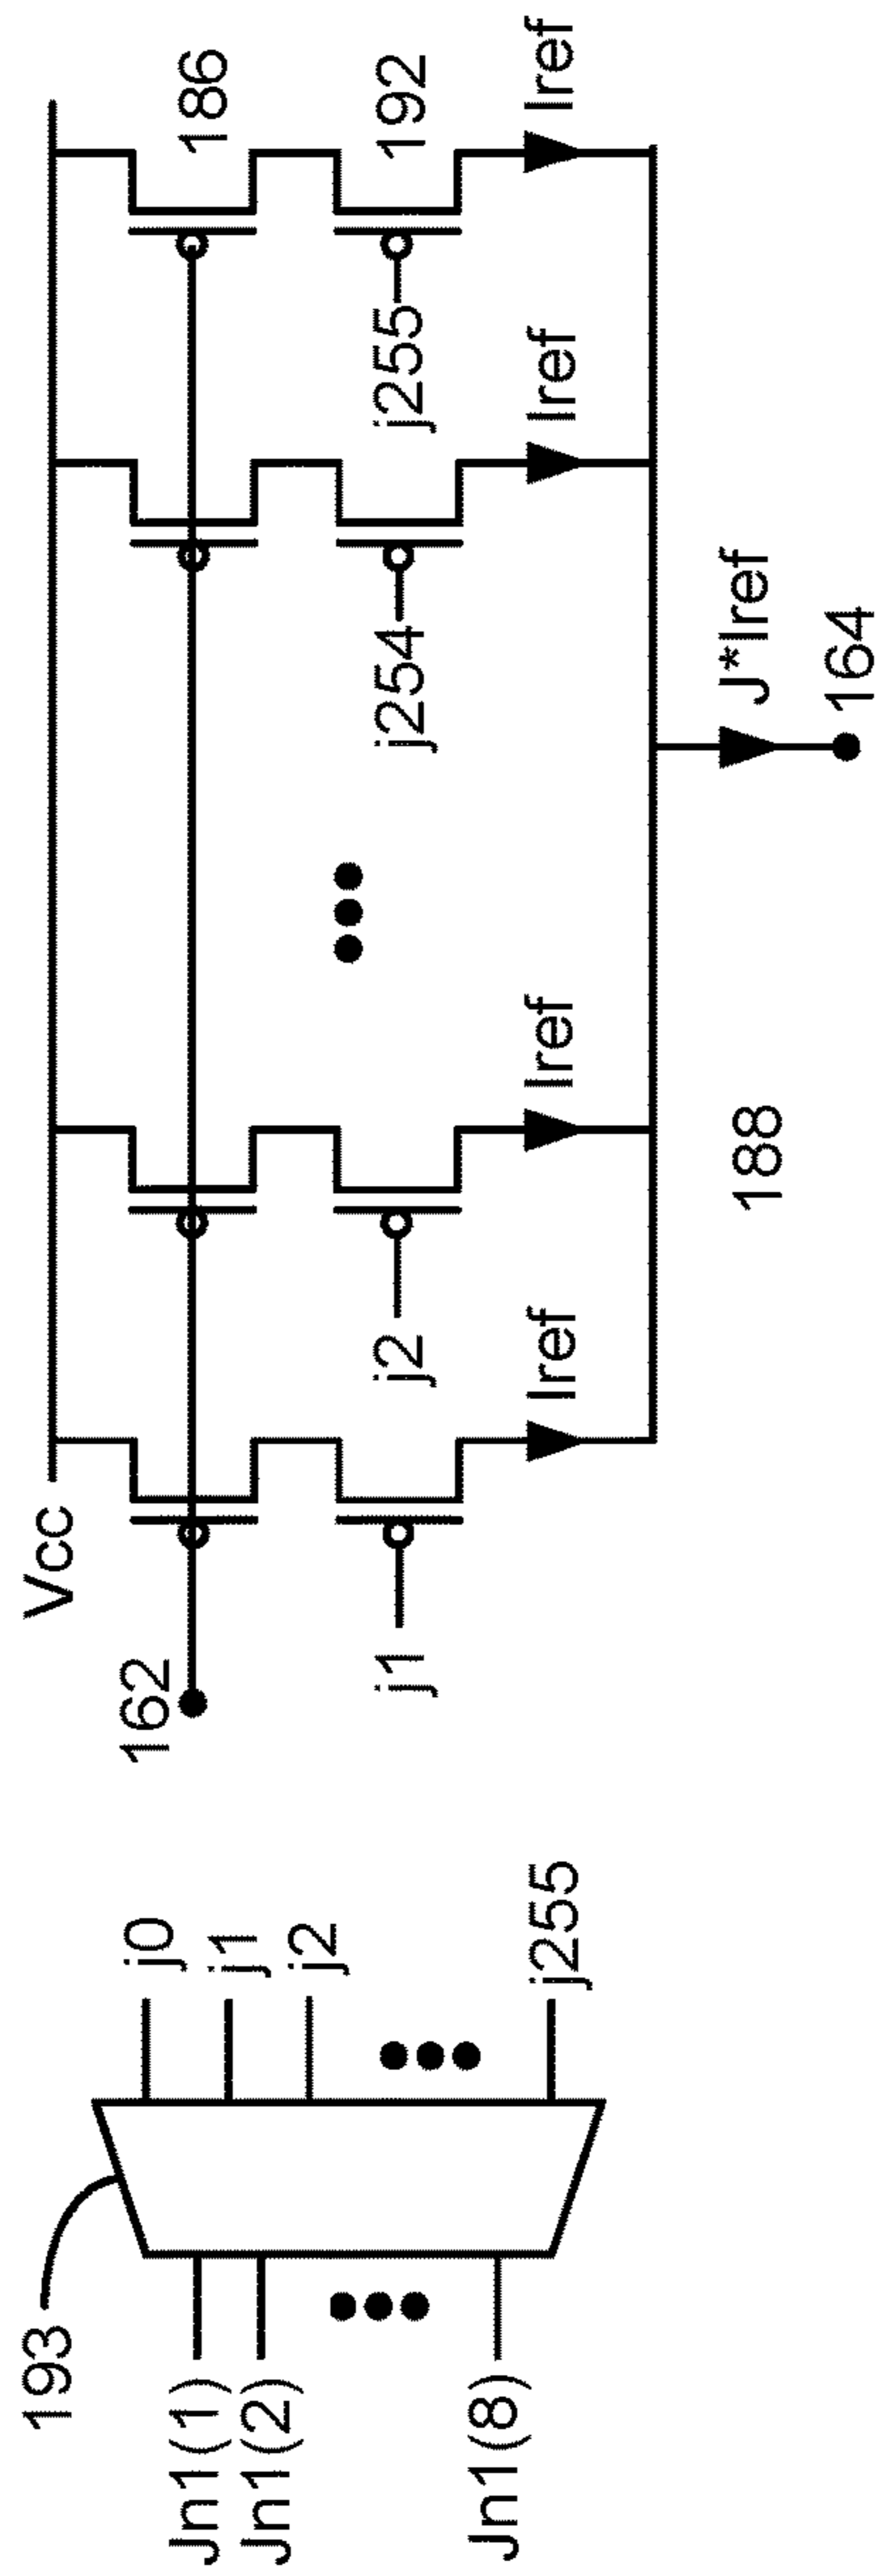 193
Jn1(1)
Jn1(2)
Jn1(8)
j0
j1
j2
j255
Vcc
162
186
192
j1
j2
j254
j255
Iref
Iref
Iref
Iref
J*Iref
188
164